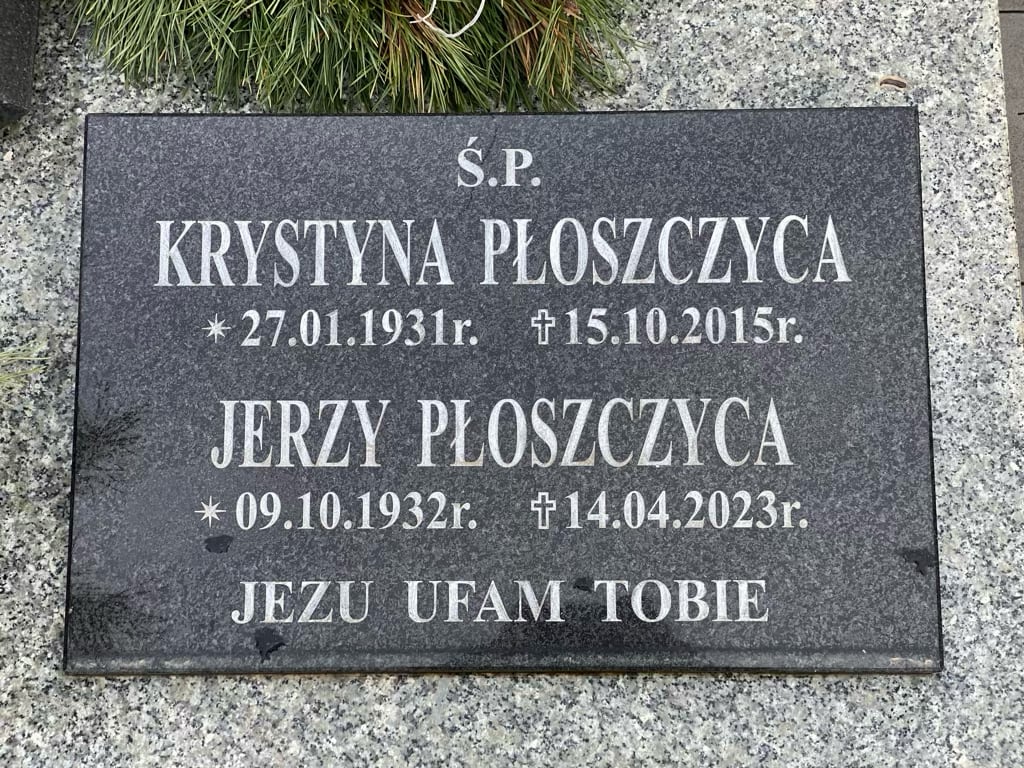 Ś.P.
KRYSTYNA PŁOSZCZYCA
27.01.1931r. 15.10.2015r.
JERZY PŁOSZCZYCA
09.10.1932r. 14.04.2023r.
JEZU UFAM TOBIE